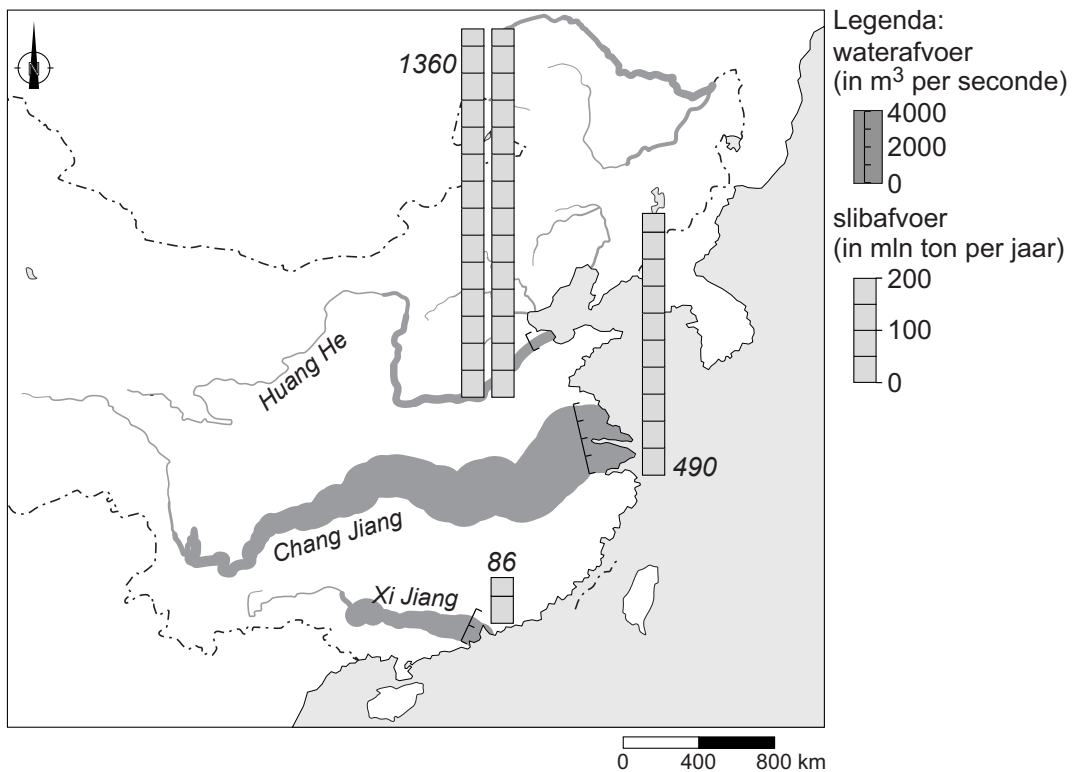 Legenda:
waterafvoer
(in m³ per seconde)
4000
2000
0
slibafvoer
(in mln ton per jaar)
200
100
0
1360
Huang He
490
Chang Jiang
86
Xi Jiang
0 400 800 km